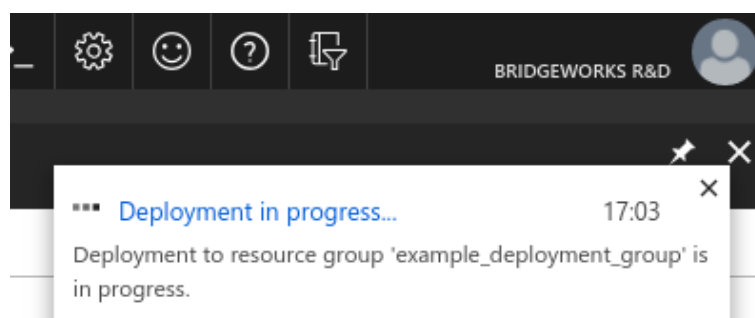 BRIDGEWORKS R&D
Deployment in progress... 17:03
Deployment to resource group 'example_deployment_group' is
in progress.